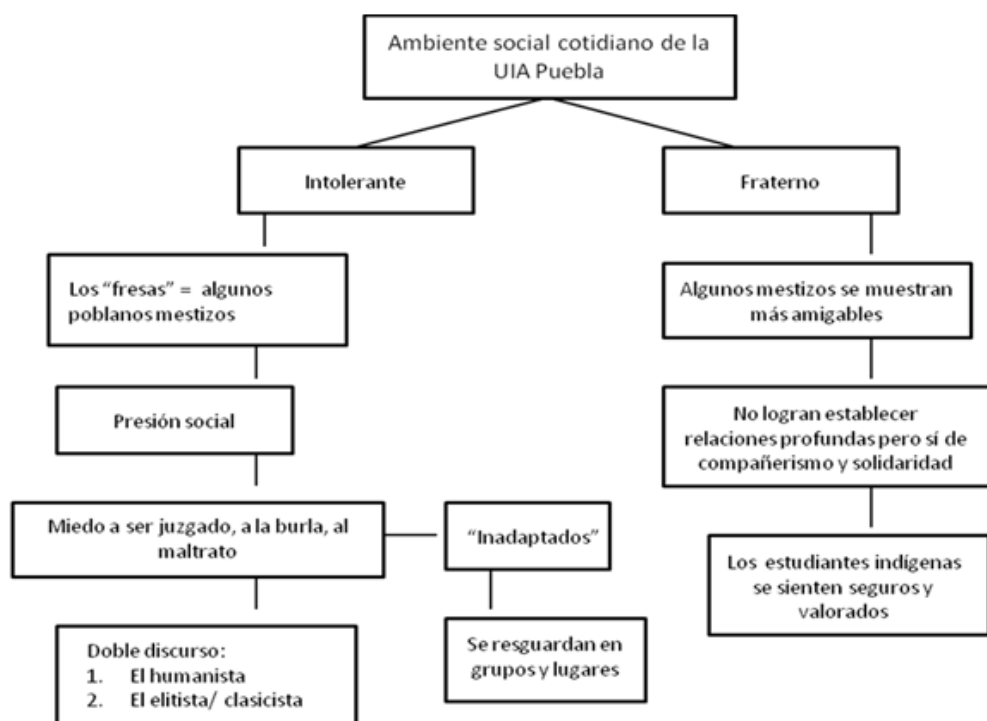 Ambiente social cotidiano de la
UIA Puebla
Intolerante
Fraterno
Los “fresas” = algunos
poblanos mestizos
Algunos mestizos se muestran
más amigables
Presión social
No logran establecer
relaciones profundas pero sí de
compañerismo y solidaridad
Miedo a ser juzgado, a la burla, al
maltrato
“Inadaptados”
Los estudiantes indígenas
se sienten seguros y
valorados
Doble discurso:
1. El humanista
2. El elitista/ clasicista
Se resguardan en
grupos y lugares